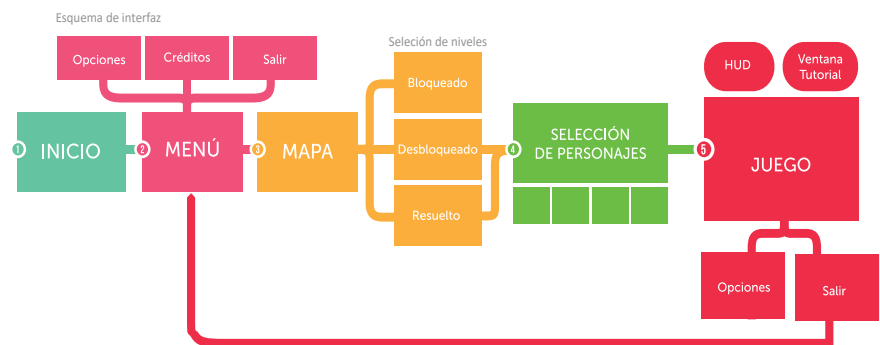 Esquema de interfaz
Opciones
Créditos
Salir
Seleción de niveles
Bloqueado
Desbloqueado
Resuelto
1
INICIO
2
MENÚ
3
MAPA
4
SELECCIÓN
DE PERSONAJES
HUD
Ventana
Tutorial
5
JUEGO
Opciones
Salir